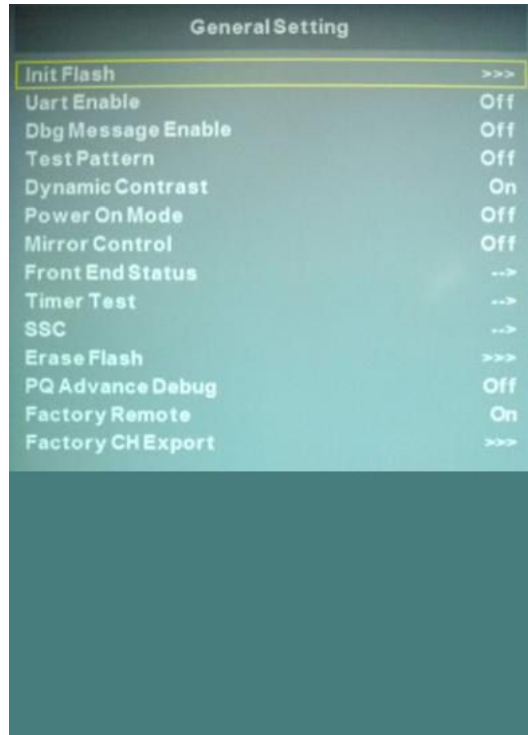 General Setting
Init Flash >>>
Uart Enable Off
Dbg Message Enable Off
Test Pattern Off
Dynamic Contrast On
Power On Mode Off
Mirror Control Off
Front End Status -->
Timer Test -->
SSC -->
Erase Flash >>>
PQ Advance Debug Off
Factory Remote On
Factory CH Export >>>